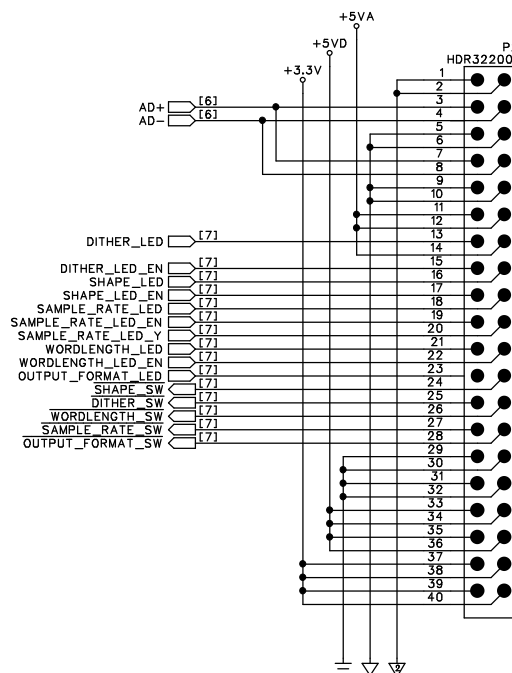 +5VA
+5VD
+3.3V
P
HDR32200
1
2
AD+ [6] 3
AD- [6] 4
5
6
7
8
9
10
11
12
DITHER_LED [7] 13
14
DITHER_LED_EN [7] 15
SHAPE_LED [7] 16
SHAPE_LED_EN [7] 17
SAMPLE_RATE_LED [7] 18
SAMPLE_RATE_LED_EN [7] 19
SAMPLE_RATE_LED_Y [7] 20
WORDLENGTH_LED [7] 21
WORDLENGTH_LED_EN [7] 22
OUTPUT_FORMAT_LED [7] 23
SHAPE_SW [7] 24
DITHER_SW [7] 25
WORDLENGTH_SW [7] 26
SAMPLE_RATE_SW [7] 27
OUTPUT_FORMAT_SW [7] 28
29
30
31
32
33
34
35
36
37
38
39
40
2